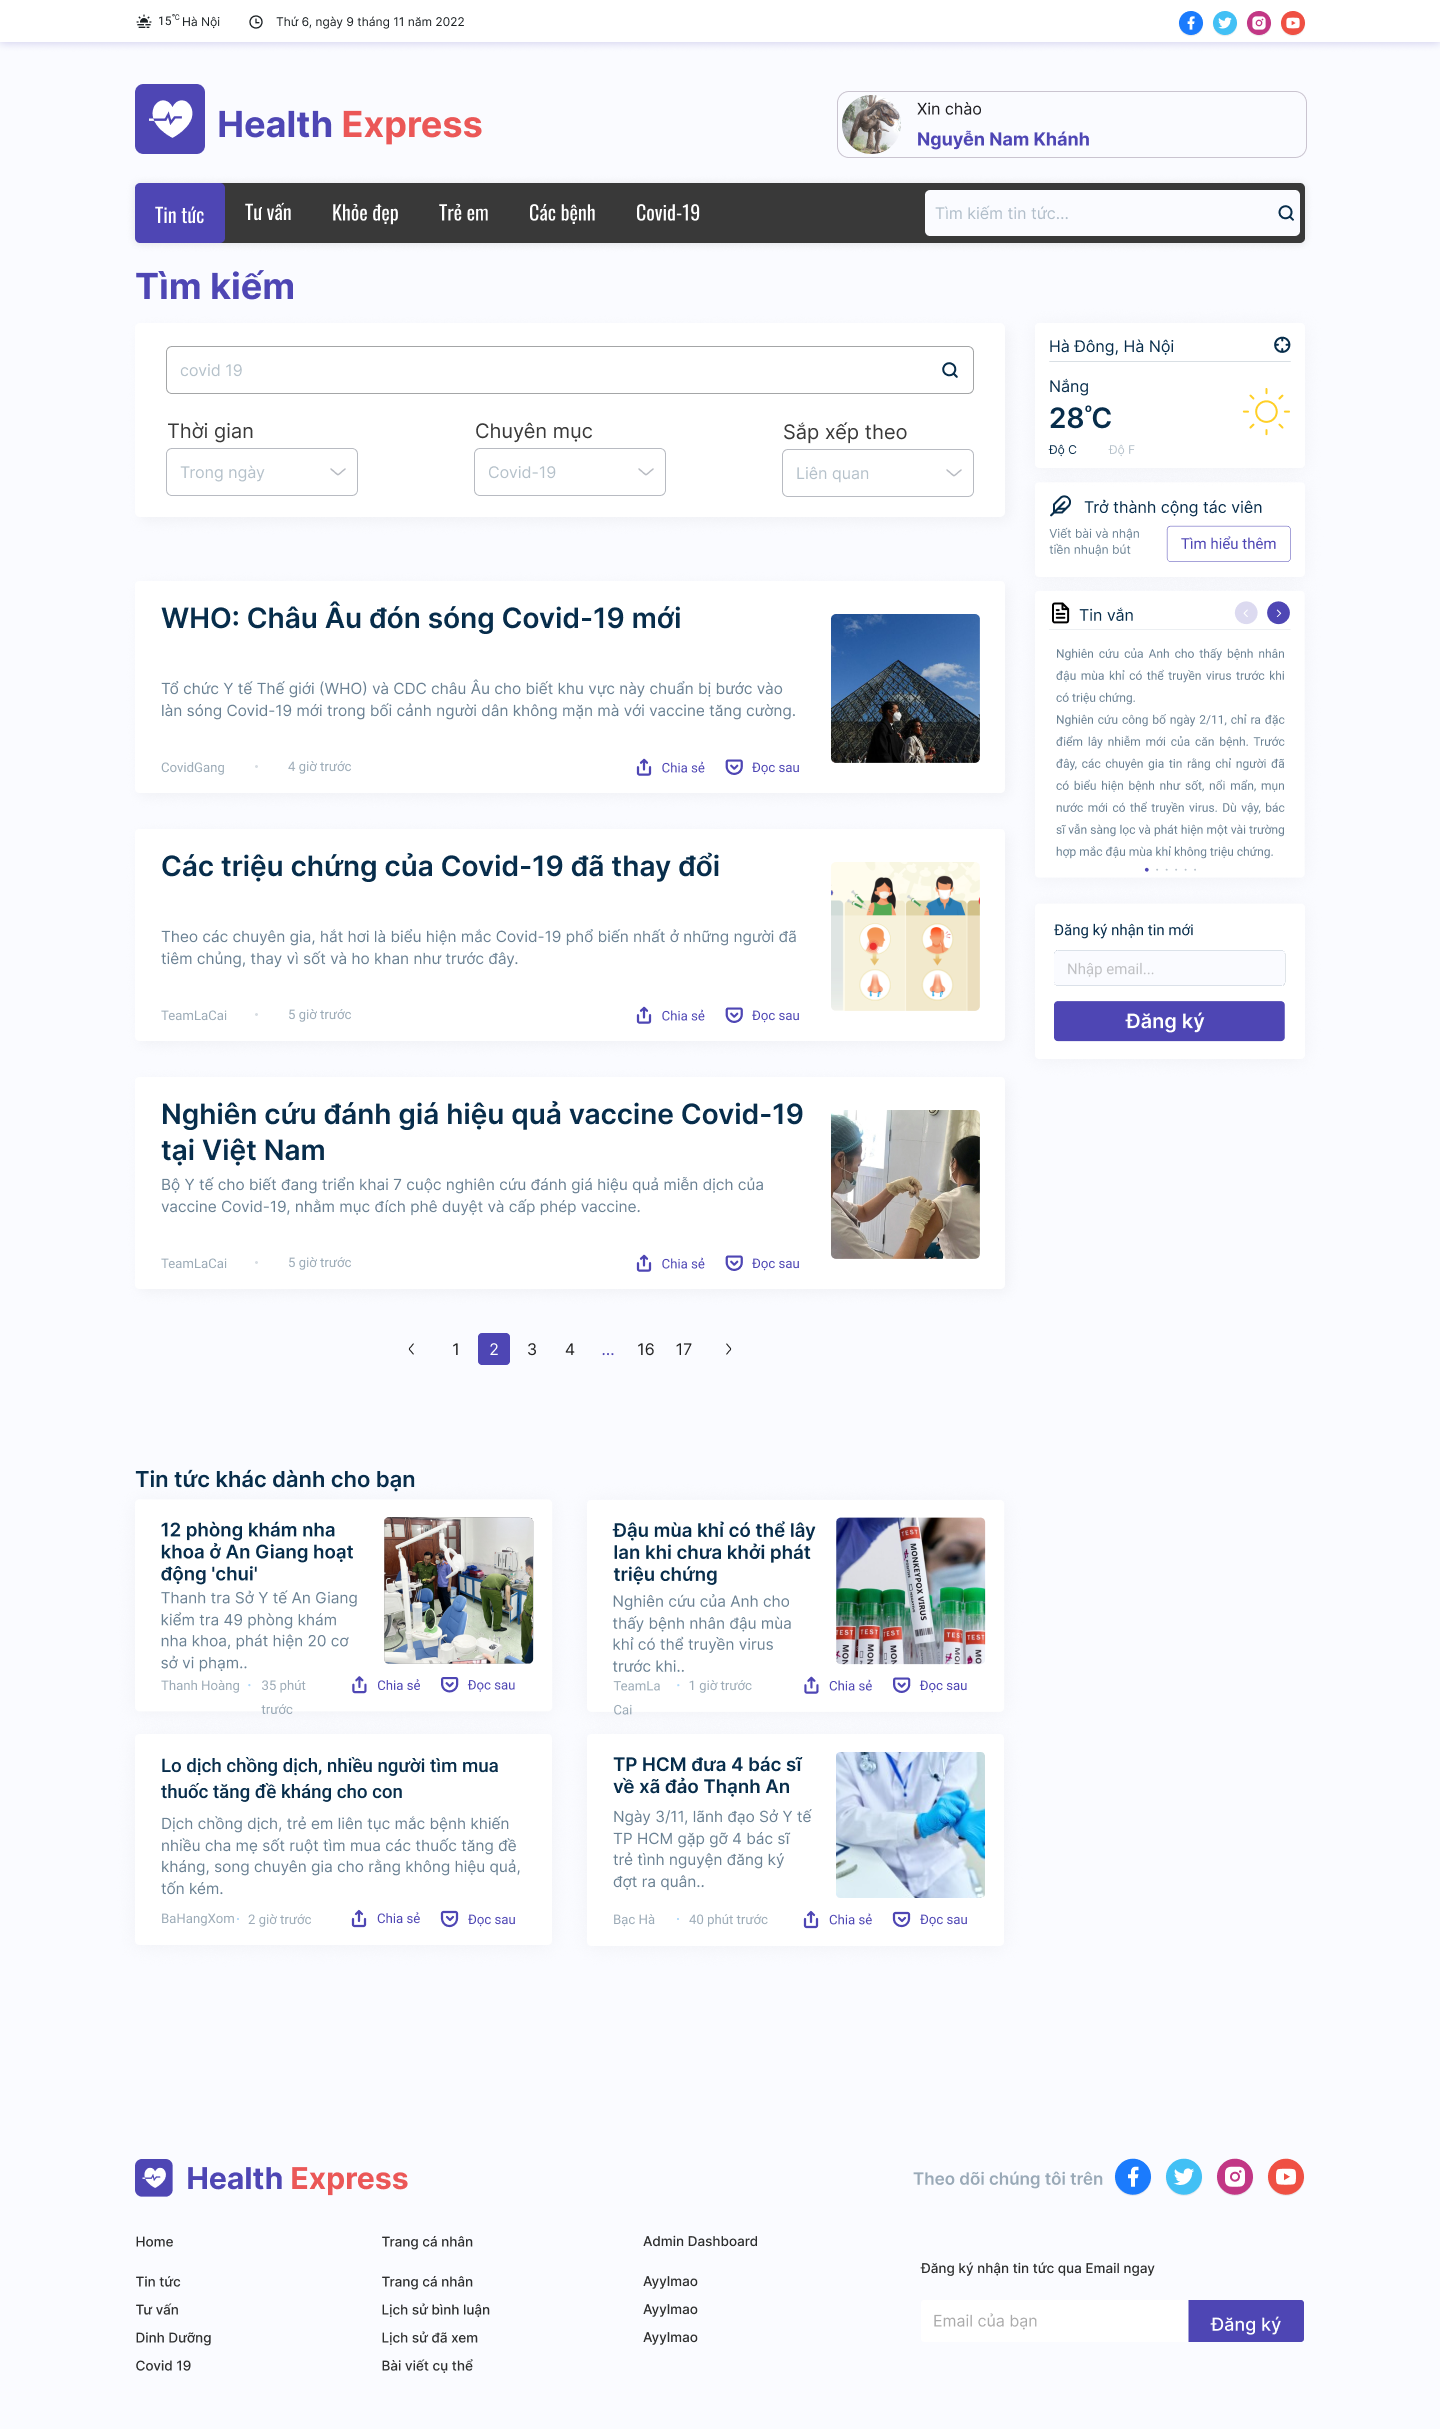 15°C Hà Nội
Thứ 6, ngày 9 tháng 11 năm 2022
Health Express
Xin chào
Nguyễn Nam Khánh
Tin tức
Tư vấn
Khỏe đẹp
Trẻ em
Các bệnh
Covid-19
Tìm kiếm tin tức...
Tìm kiếm
covid 19
Thời gian
Chuyên mục
Sắp xếp theo
Trong ngày
Covid-19
Liên quan
WHO: Châu Âu đón sóng Covid-19 mới
Tổ chức Y tế Thế giới (WHO) và CDC châu Âu cho biết khu vực này chuẩn bị bước vào
làn sóng Covid-19 mới trong bối cảnh người dân không mặn mà với vaccine tăng cường.
CovidGang • 4 giờ trước
Chia sẻ
Đọc sau
Các triệu chứng của Covid-19 đã thay đổi
Theo các chuyên gia, hắt hơi là biểu hiện mắc Covid-19 phổ biến nhất ở những người đã
tiêm chủng, thay vì sốt và ho khan như trước đây.
TeamLaCai • 5 giờ trước
Chia sẻ
Đọc sau
Nghiên cứu đánh giá hiệu quả vaccine Covid-19
tại Việt Nam
Bộ Y tế cho biết đang triển khai 7 cuộc nghiên cứu đánh giá hiệu quả miễn dịch của
vaccine Covid-19, nhằm mục đích phê duyệt và cấp phép vaccine.
TeamLaCai • 5 giờ trước
Chia sẻ
Đọc sau
1 2 3 4 ... 16 17
Hà Đông, Hà Nội
Nắng
28°C
Độ C
Độ F
Trở thành cộng tác viên
Viết bài và nhận
tiền nhuận bút
Tìm hiểu thêm
Tin vắn
Nghiên cứu của Anh cho thấy bệnh nhân
đậu mùa khỉ có thể truyền virus trước khi
có triệu chứng.
Nghiên cứu công bố ngày 2/11, chỉ ra đặc
điểm lây nhiễm mới của căn bệnh. Trước
đây, các chuyên gia tin rằng chỉ người đã
có biểu hiện bệnh như sốt, nổi mẩn, mụn
nước mới có thể truyền virus. Dù vậy, bác
sĩ vẫn sàng lọc và phát hiện một vài trường
hợp mắc đậu mùa khỉ không triệu chứng.
Đăng ký nhận tin mới
Nhập email...
Đăng ký
Tin tức khác dành cho bạn
12 phòng khám nha
khoa ở An Giang hoạt
động 'chui'
Thanh tra Sở Y tế An Giang
kiểm tra 49 phòng khám
nha khoa, phát hiện 20 cơ
sở vi phạm..
Thanh Hoàng • 35 phút
trước
Chia sẻ
Đọc sau
Đậu mùa khỉ có thể lây
lan khi chưa khởi phát
triệu chứng
Nghiên cứu của Anh cho
thấy bệnh nhân đậu mùa
khỉ có thể truyền virus
trước khi..
TeamLa
Cai
• 1 giờ trước
Chia sẻ
Đọc sau
TEST
MONKEYPOX VIRUS
TEST
TEST
TEST
TEST
TEST
Lo dịch chồng dịch, nhiều người tìm mua
thuốc tăng đề kháng cho con
Dịch chồng dịch, trẻ em liên tục mắc bệnh khiến
nhiều cha mẹ sốt ruột tìm mua các thuốc tăng đề
kháng, song chuyên gia cho rằng không hiệu quả,
tốn kém.
BaHangXom • 2 giờ trước
Chia sẻ
Đọc sau
TP HCM đưa 4 bác sĩ
về xã đảo Thạnh An
Ngày 3/11, lãnh đạo Sở Y tế
TP HCM gặp gỡ 4 bác sĩ
trẻ tình nguyện đăng ký
đợt ra quân..
Bạc Hà • 40 phút trước
Chia sẻ
Đọc sau
Health Express
Theo dõi chúng tôi trên
Home
Tin tức
Tư vấn
Dinh Dưỡng
Covid 19
Trang cá nhân
Trang cá nhân
Lịch sử bình luận
Lịch sử đã xem
Bài viết cụ thể
Admin Dashboard
Ayylmao
Ayylmao
Ayylmao
Đăng ký nhận tin tức qua Email ngay
Email của bạn
Đăng ký